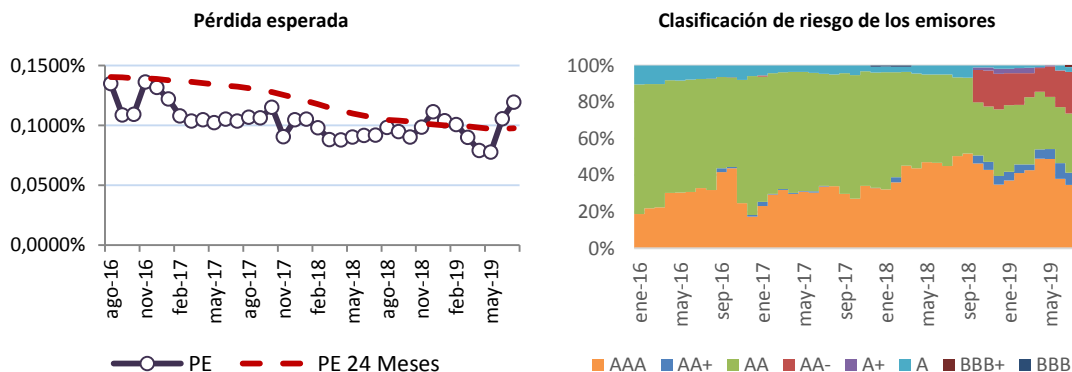 Pérdida esperada
0,1500%
0,1000%
0,0500%
0,0000%
ago-16
nov-16
feb-17
may-17
ago-17
nov-17
feb-18
may-18
ago-18
nov-18
feb-19
may-19
PE
PE 24 Meses
Clasificación de riesgo de los emisores
100%
80%
60%
40%
20%
0%
ene-16
may-16
sep-16
ene-17
may-17
sep-17
ene-18
may-18
sep-18
ene-19
may-19
AAA
AA+
AA
AA-
A+
A
BBB+
BBB